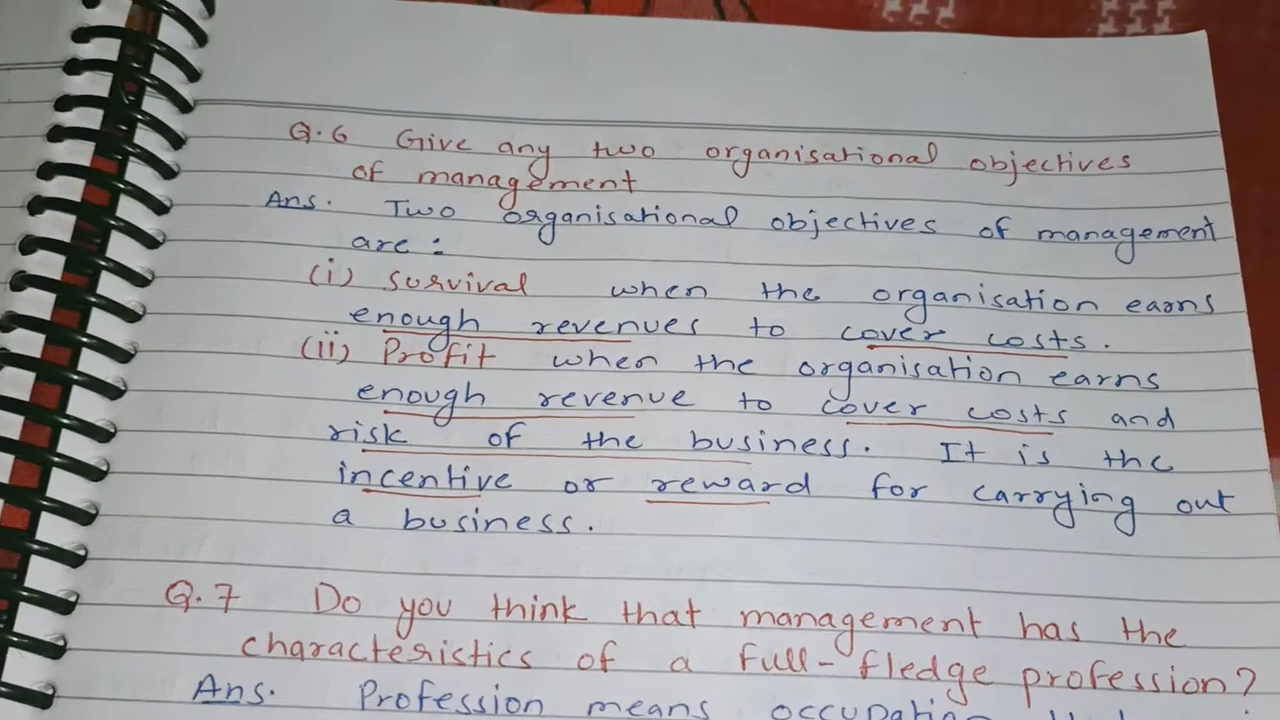 Q.6 Give any two organisational objectives
of management
Ans. Two organisational objectives of management
are :
(i) Survival when the organisation earns
enough revenues to cover costs.
(ii) Profit when the organisation earns
enough revenue to cover costs and
risk of the business. It is the
incentive or reward for carrying out
a business.
Q.7 Do you think that management has the
characteristics of a full-fledge profession?
Ans. Profession means